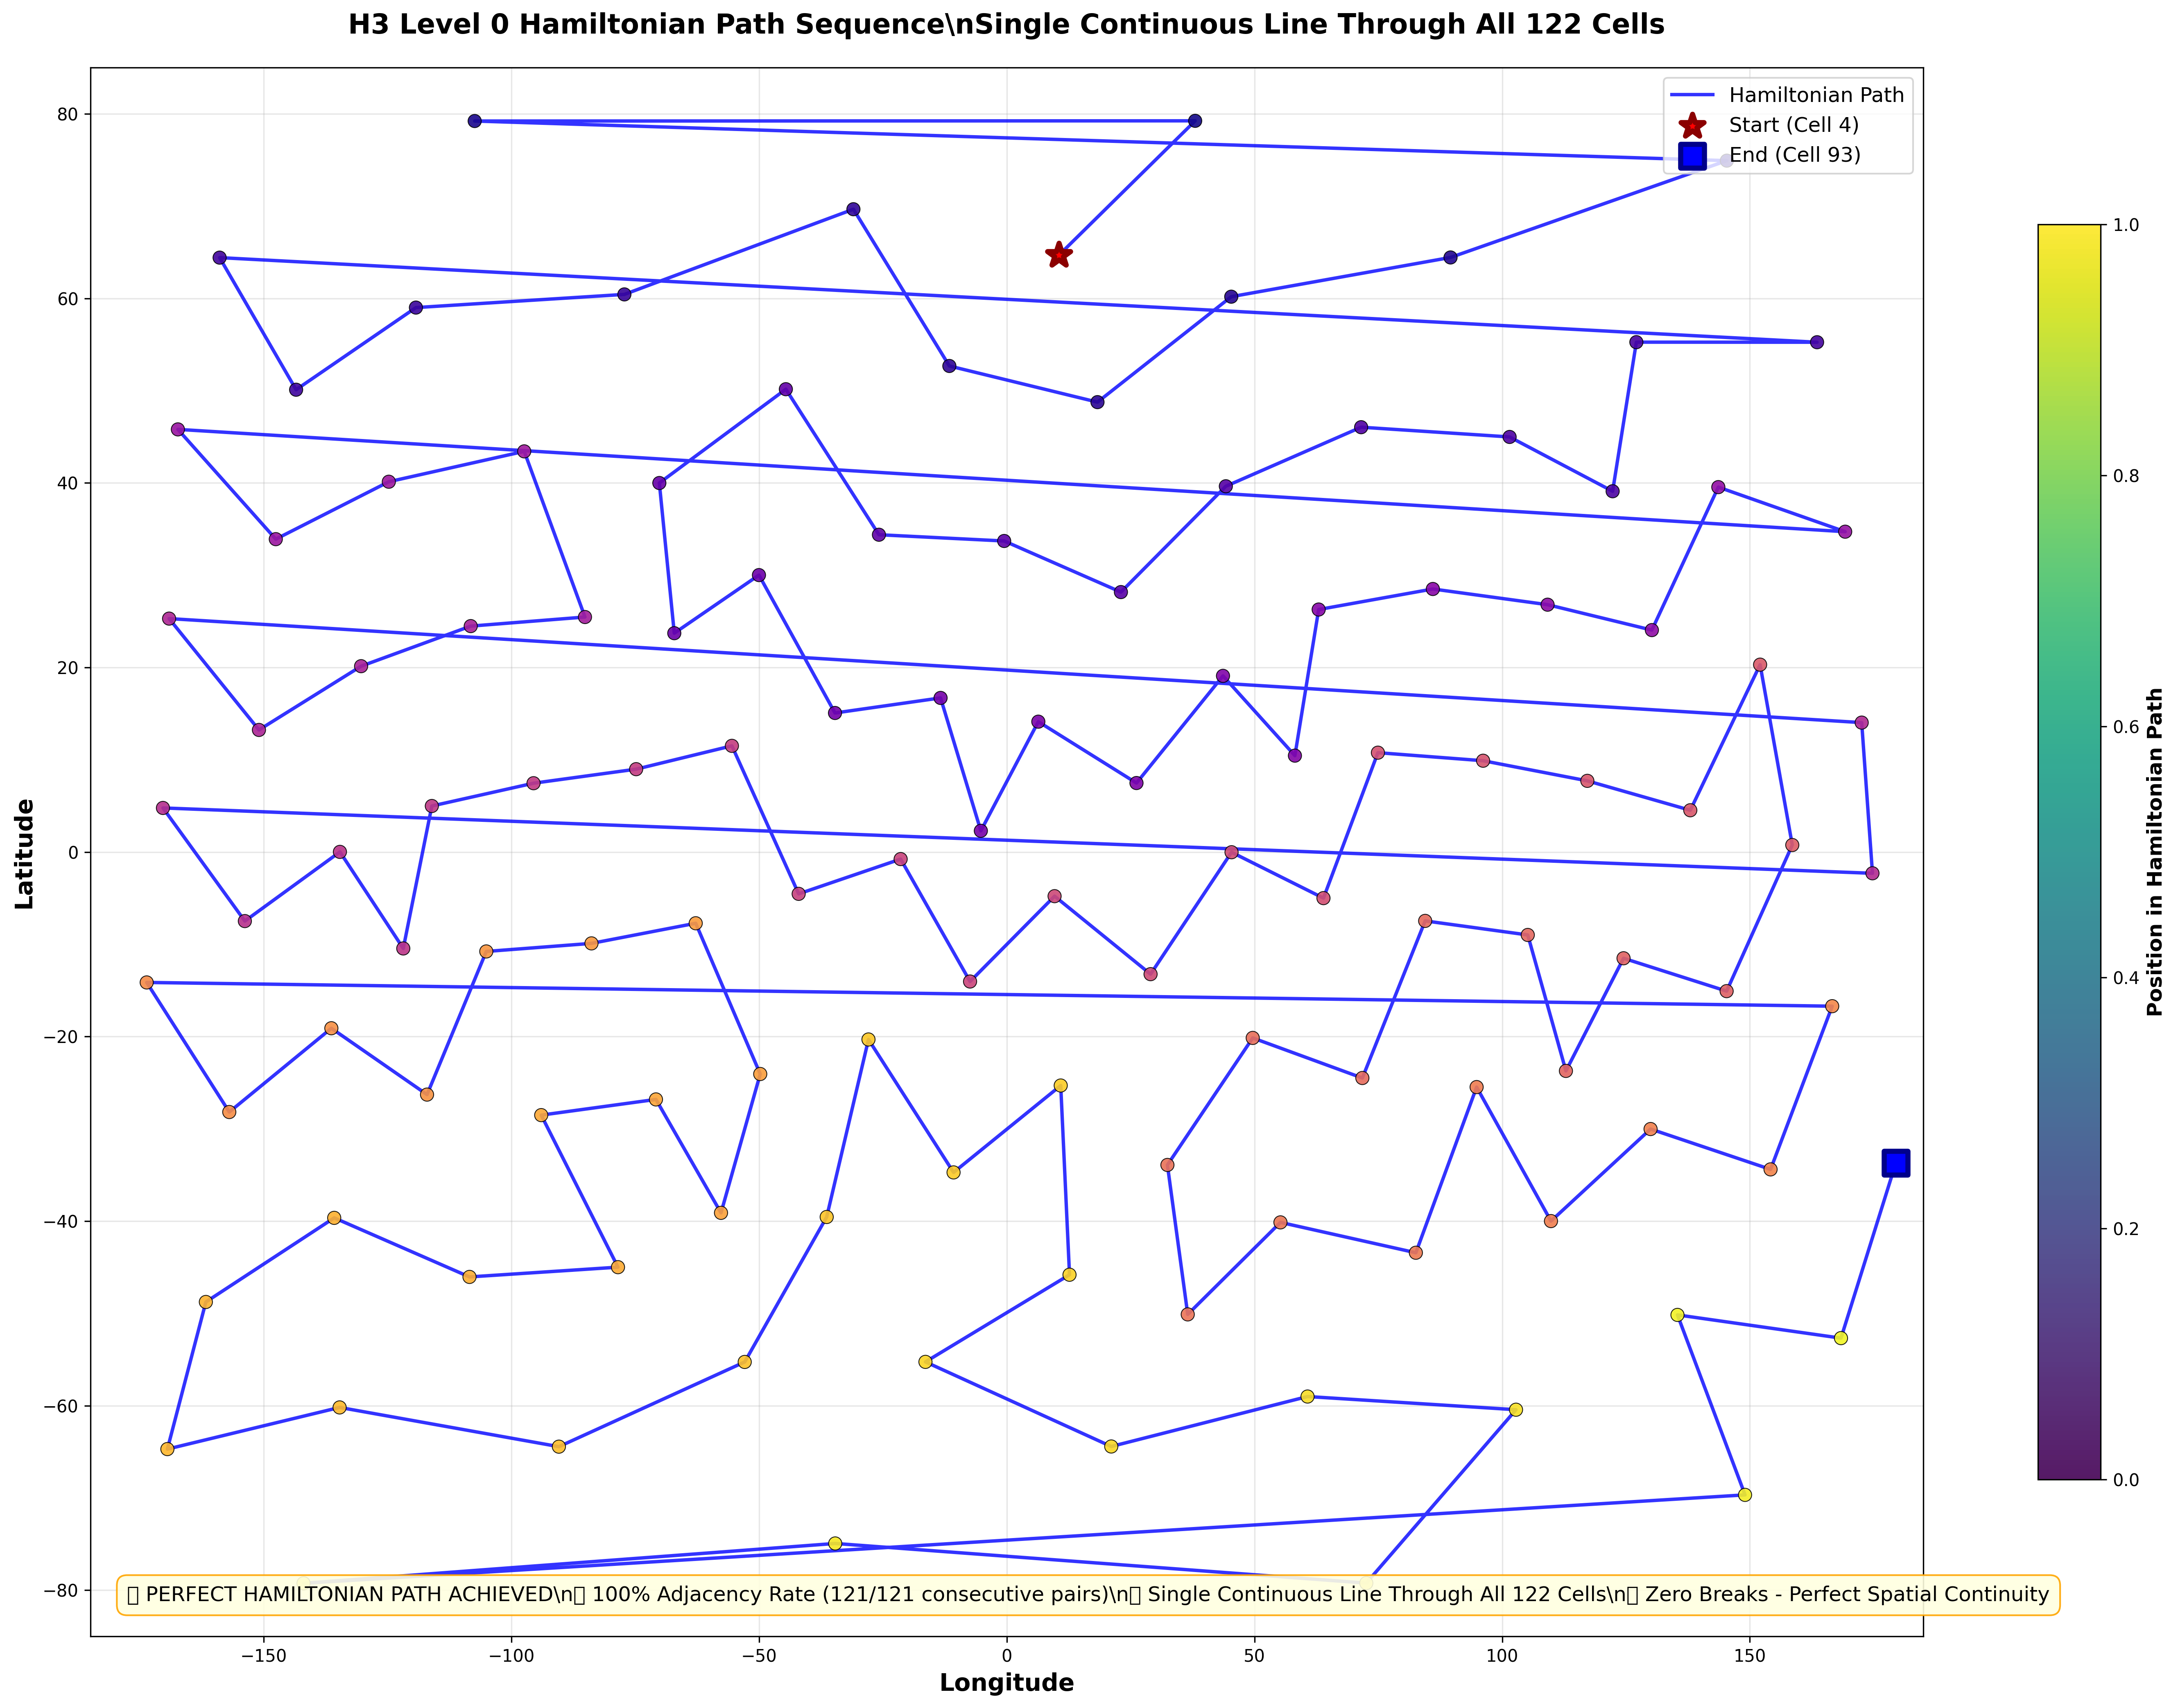 H3 Level 0 Hamiltonian Path Sequence\nSingle Continuous Line Through All 122 Cells
Hamiltonian Path
Start (Cell 4)
End (Cell 93)
80
60
40
20
0
−20
−40
−60
−80
Latitude
−150
−100
−50
0
50
100
150
Longitude
1.0
0.8
0.6
0.4
0.2
0.0
Position in Hamiltonian Path
▯ PERFECT HAMILTONIAN PATH ACHIEVED\n▯ 100% Adjacency Rate (121/121 consecutive pairs)\n▯ Single Continuous Line Through All 122 Cells\n▯ Zero Breaks - Perfect Spatial Continuity